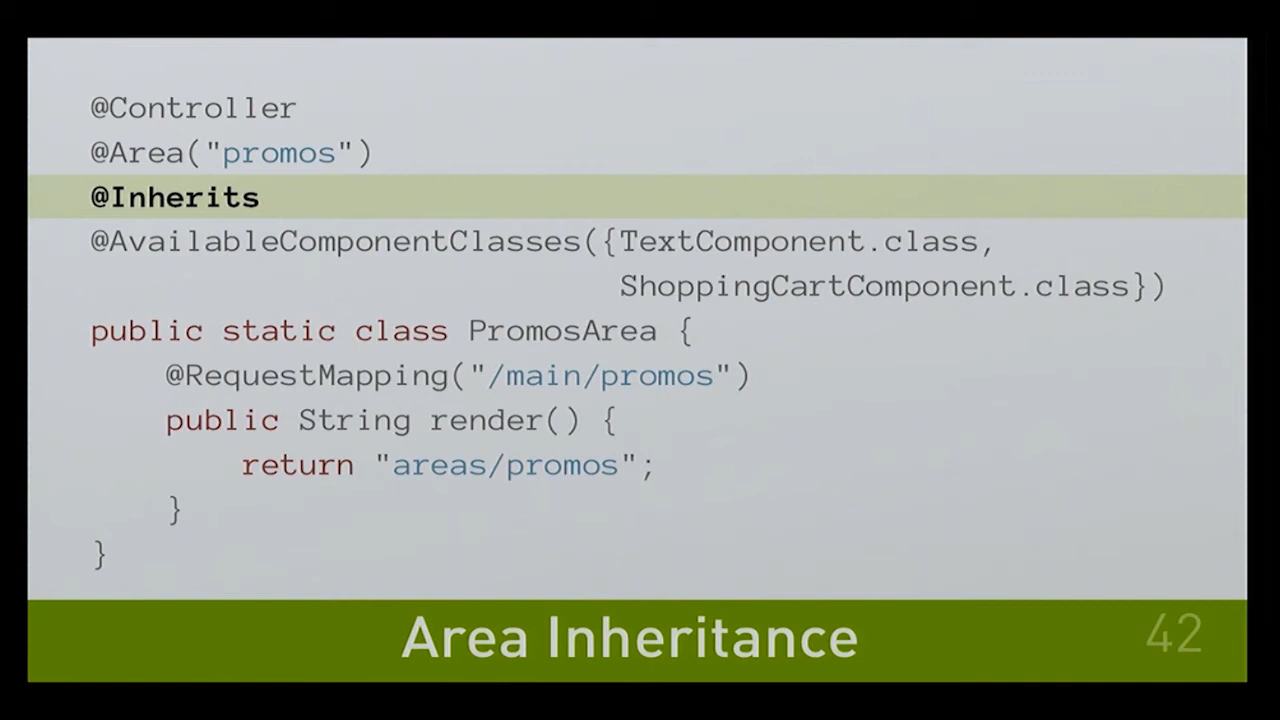 @Controller
@Area("promos")
@Inherits
@AvailableComponentClasses({TextComponent.class,
ShoppingCartComponent.class})
public static class PromosArea {
@RequestMapping("/main/promos")
public String render() {
return "areas/promos";
}
}
Area Inheritance
42